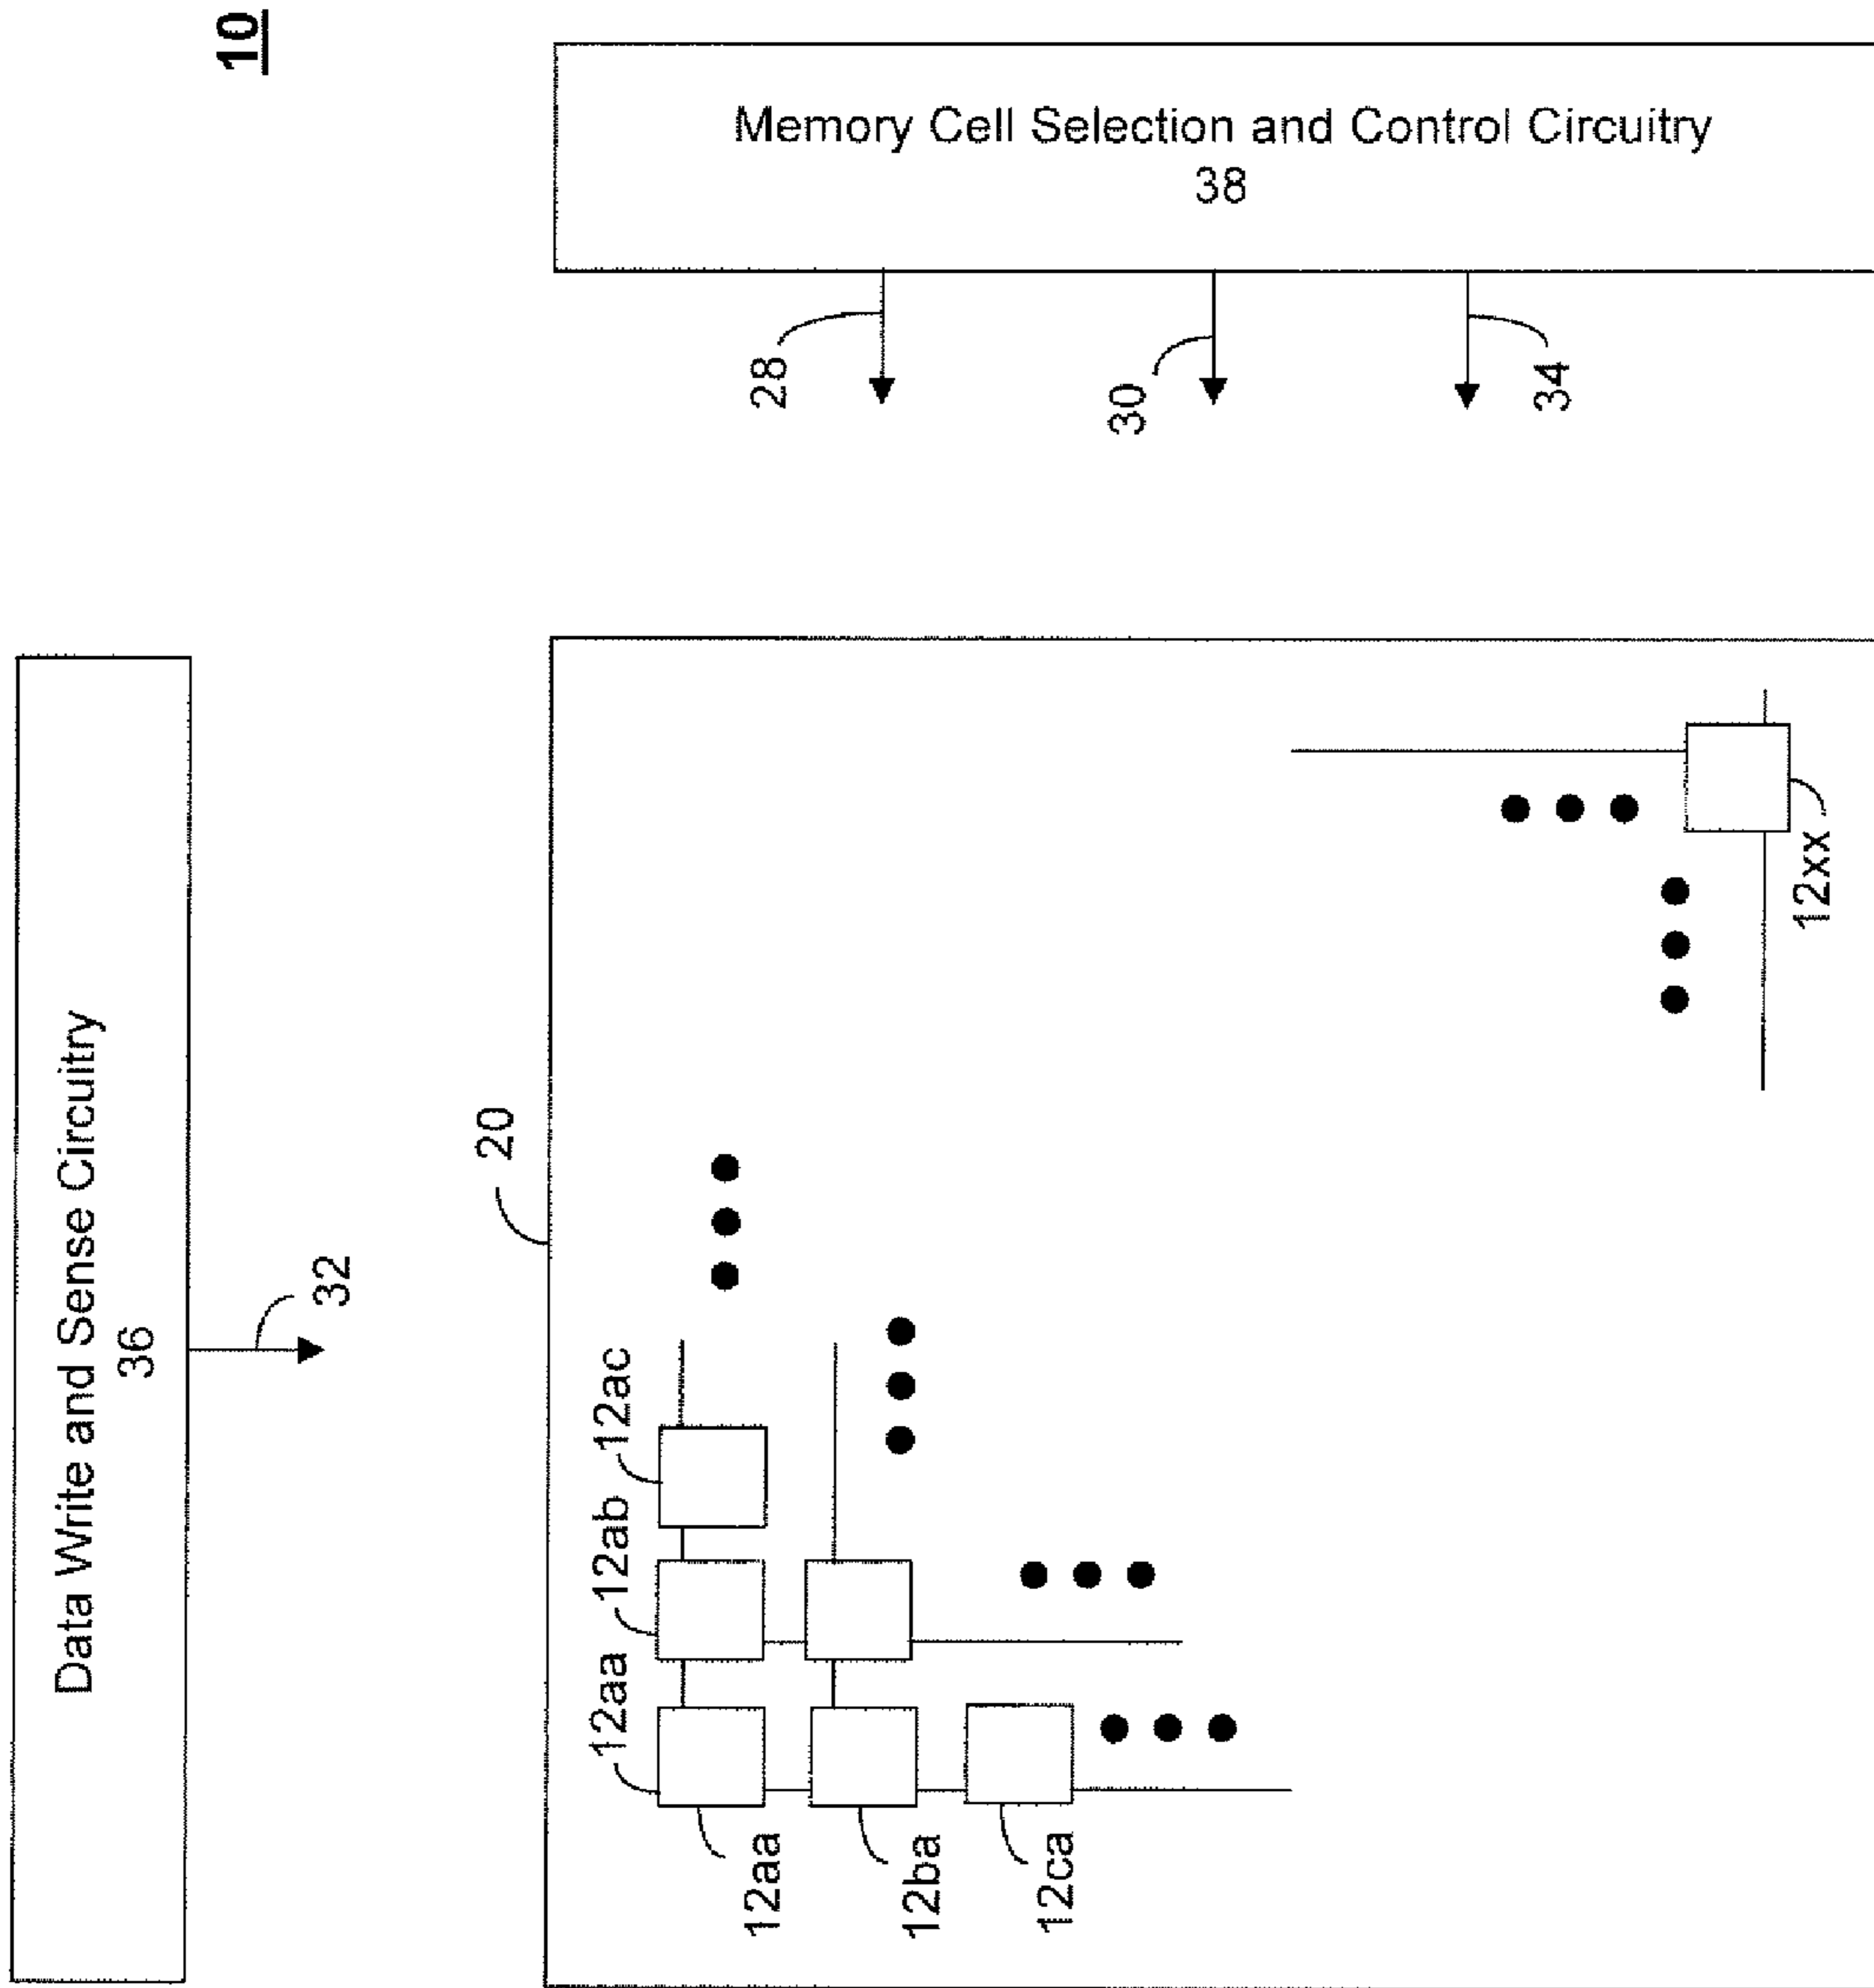 10
Data Write and Sense Circuitry
36
32
20
Memory Cell Selection and Control Circuitry
38
28
30
34
12aa
12ab
12ac
12aa
12ba
12ca
12xx